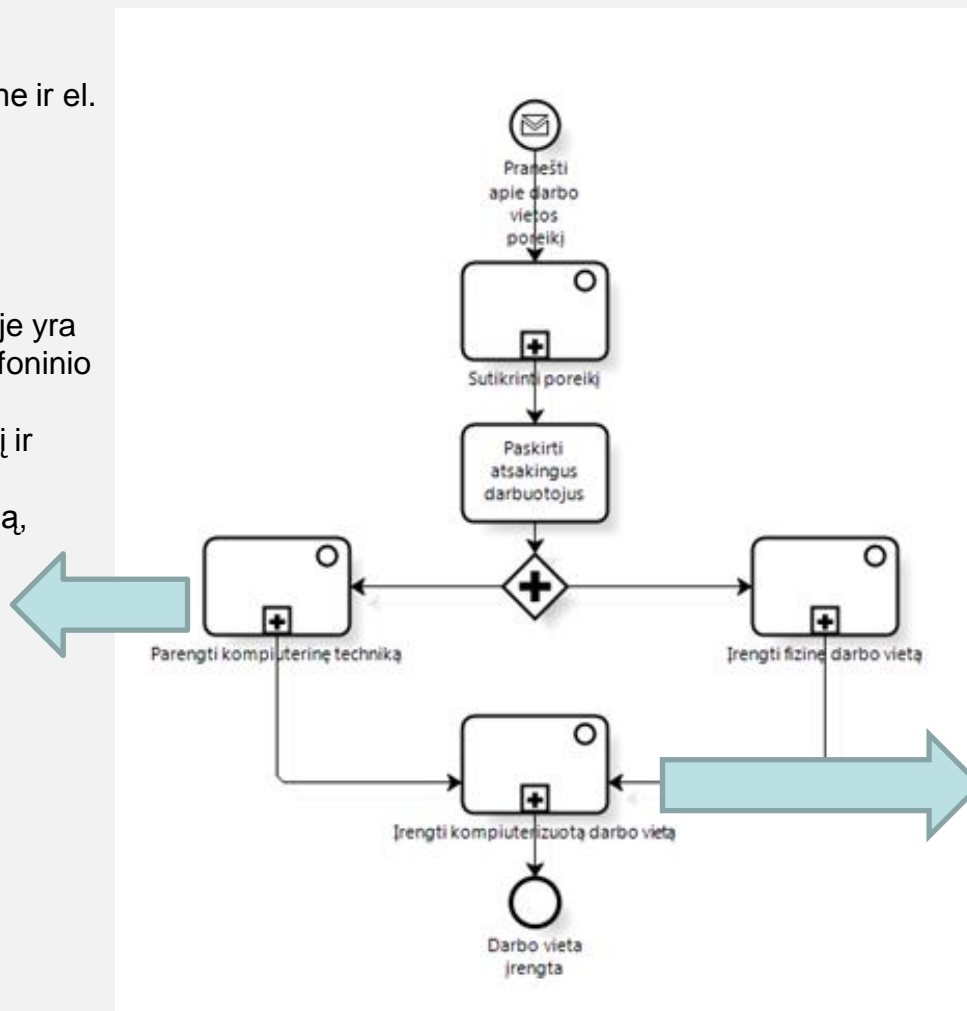 ne ir el.
je yra
foninio
į ir
ą,
Pranešti
apie darbo
vietos
poreikį
Sutikrinti poreikį
Paskirti
atsakingus
darbuotojus
Parengti kompiuterinę techniką
Įrengti fizinę darbo vietą
Įrengti kompiuterizuotą darbo vietą
Darbo vieta
įrengta